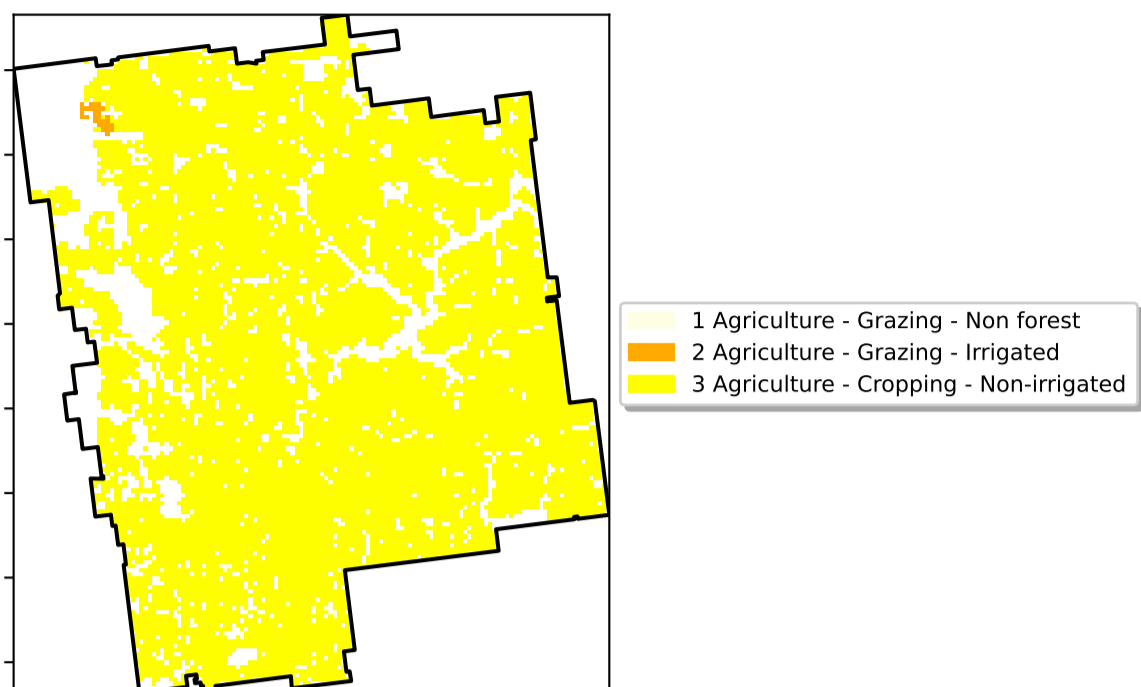 1 Agriculture - Grazing - Non forest
2 Agriculture - Grazing - Irrigated
3 Agriculture - Cropping - Non-irrigated